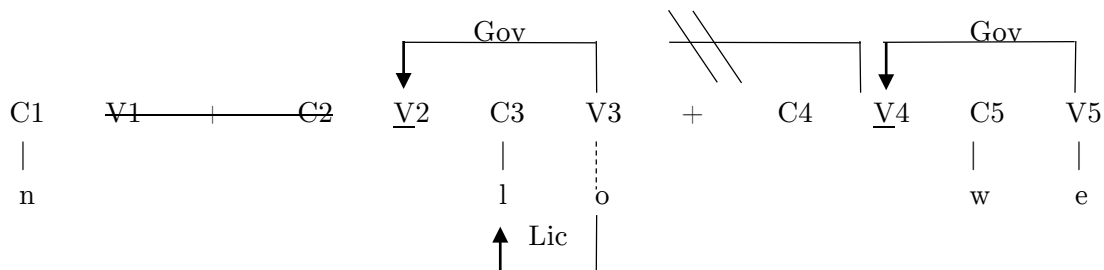 Gov Gov
C1 V1 + C2 V2 C3 V3 + C4 V4 C5 V5
n l o w e
Lic